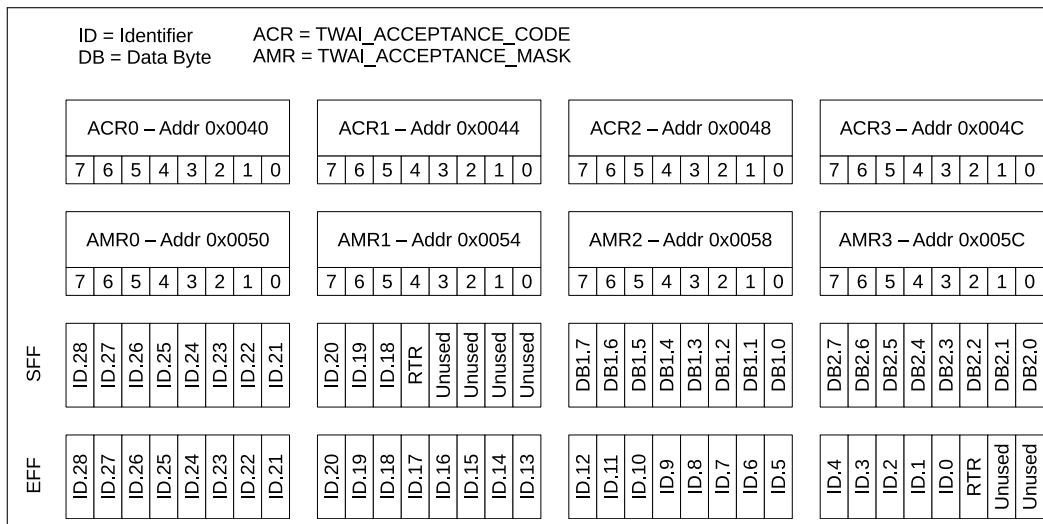 ID = Identifier ACR = TWAI_ACCEPTANCE_CODE
DB = Data Byte AMR = TWAI_ACCEPTANCE_MASK
ACR0 – Addr 0x0040 ACR1 – Addr 0x0044 ACR2 – Addr 0x0048 ACR3 – Addr 0x004C
7 6 5 4 3 2 1 0 7 6 5 4 3 2 1 0 7 6 5 4 3 2 1 0 7 6 5 4 3 2 1 0
AMR0 – Addr 0x0050 AMR1 – Addr 0x0054 AMR2 – Addr 0x0058 AMR3 – Addr 0x005C
7 6 5 4 3 2 1 0 7 6 5 4 3 2 1 0 7 6 5 4 3 2 1 0 7 6 5 4 3 2 1 0
SFF ID.28 ID.27 ID.26 ID.25 ID.24 ID.23 ID.22 ID.21 ID.20 ID.19 ID.18 RTR Unused Unused Unused Unused DB1.7 DB1.6 DB1.5 DB1.4 DB1.3 DB1.2 DB1.1 DB1.0 DB2.7 DB2.6 DB2.5 DB2.4 DB2.3 DB2.2 DB2.1 DB2.0
EFF ID.28 ID.27 ID.26 ID.25 ID.24 ID.23 ID.22 ID.21 ID.20 ID.19 ID.18 ID.17 ID.16 ID.15 ID.14 ID.13 ID.12 ID.11 ID.10 ID.9 ID.8 ID.7 ID.6 ID.5 ID.4 ID.3 ID.2 ID.1 ID.0 RTR Unused Unused